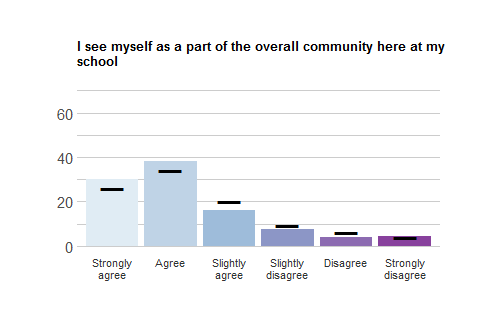 I see myself as a part of the overall community here at my
school
60
40
20
0
Strongly
agree
Agree
Slightly
agree
Slightly
disagree
Disagree
Strongly
disagree